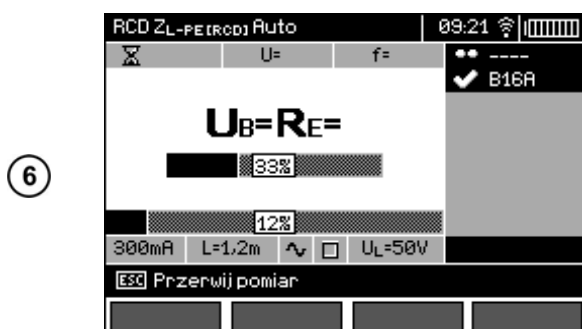 RCD ZL-PE[RCD] Auto 09:21
U= f= ----
B16A
UB=RE=
33%
6
12%
300mA L=1,2m UL=50V
ESC Przerwij pomiar